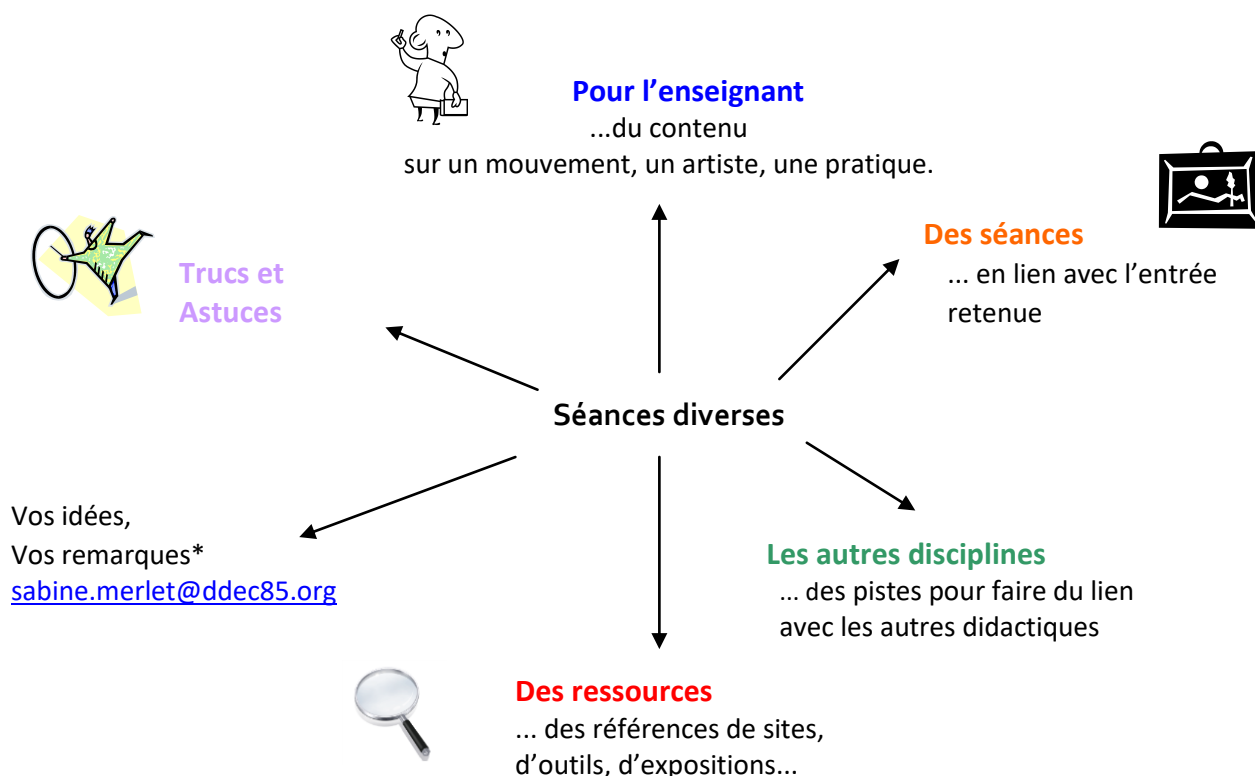 Pour l’enseignant
...du contenu
sur un mouvement, un artiste, une pratique.
Des séances
... en lien avec l’entrée
retenue
Trucs et
Astuces
Séances diverses
Vos idées,
Vos remarques*
sabine.merlet@ddec85.org
Les autres disciplines
... des pistes pour faire du lien
avec les autres didactiques
Des ressources
... des références de sites,
d’outils, d’expositions...